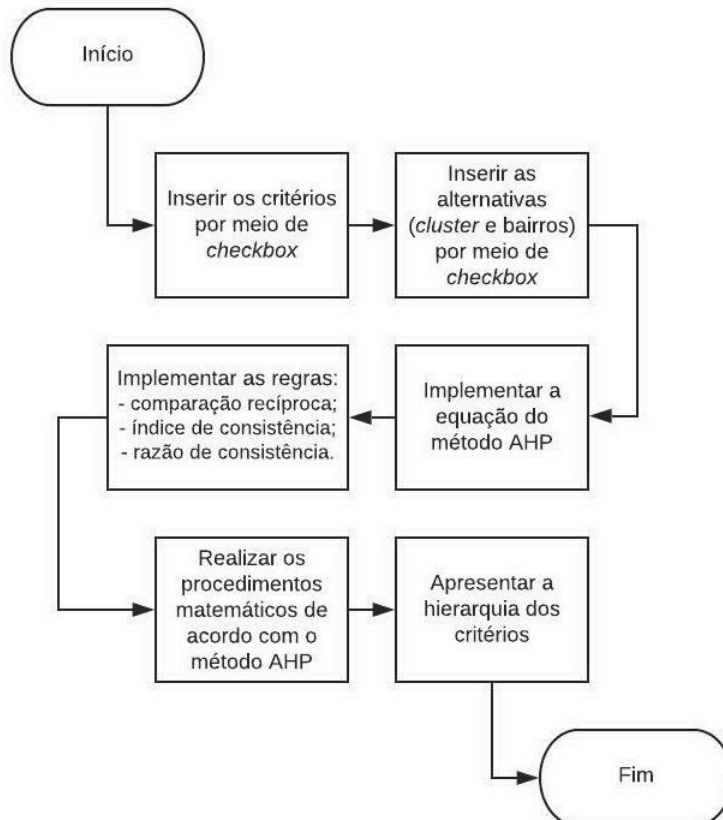 Início
Inserir os critérios
por meio de
checkbox
Inserir as
alternativas
(cluster e bairros)
por meio de
checkbox
Implementar a
equação do
método AHP
Implementar as regras:
- comparação recíproca;
- índice de consistência;
- razão de consistência.
Realizar os
procedimentos
matemáticos de
acordo com o
método AHP
Apresentar a
hierarquia dos
critérios
Fim